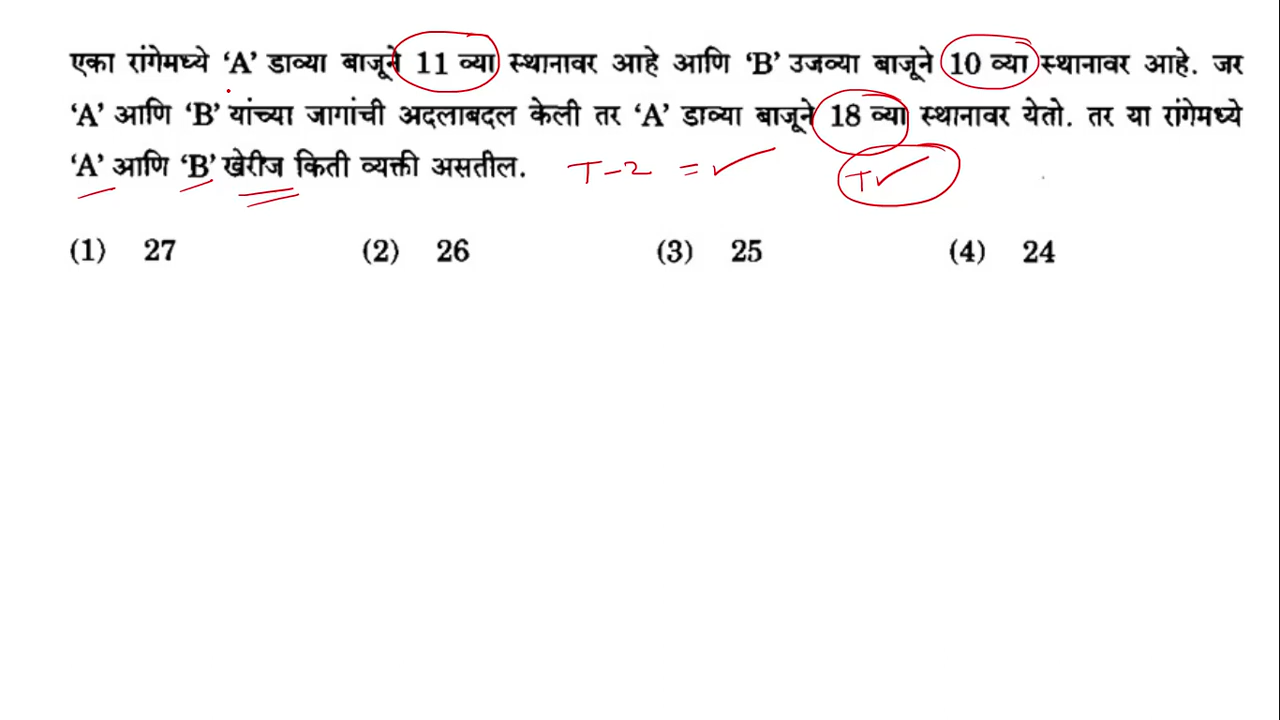 एका रांगेमध्ये ‘A’ डाव्या बाजूने 11 व्या स्थानावर आहे आणि ‘B’ उजव्या बाजूने 10 व्या स्थानावर आहे. जर
‘A’ आणि ‘B’ यांच्या जागांची अदलाबदल केली तर ‘A’ डाव्या बाजूने 18 व्या स्थानावर येतो. तर या रांगेमध्ये
‘A’ आणि ‘B’ खेरीज किती व्यक्ती असतील. T-2 = ✓ T✓
(1) 27 (2) 26 (3) 25 (4) 24